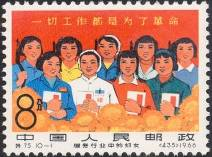 一切工作都是为了革命
8分
中国人民邮政
特75.10-1
服务行业中的妇女
(435) 1966